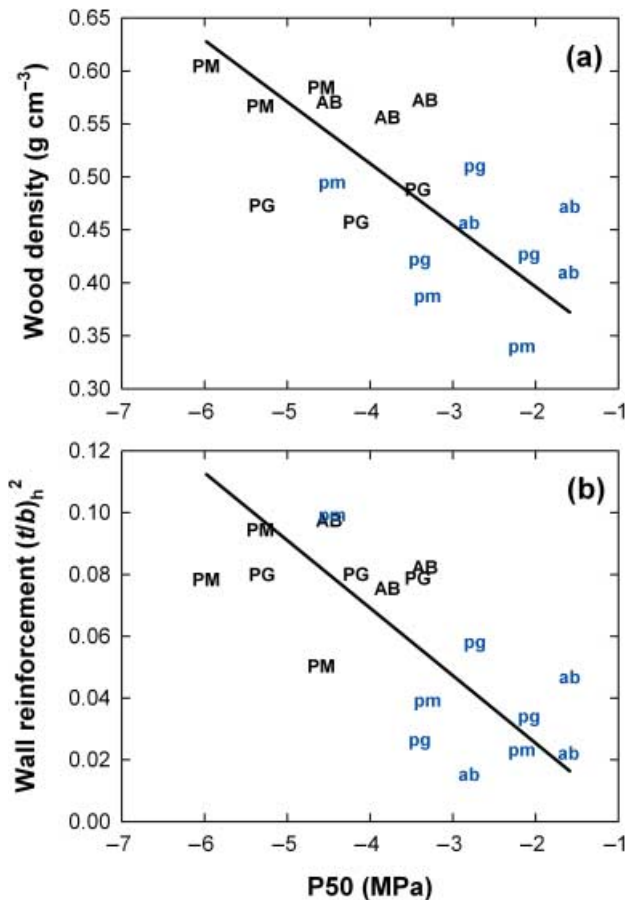 0.65
(a)
PM
0.60
PM
AB
AB
PM
AB
0.55
Wood density (g cm⁻³)
pg
0.50
pm
PG
PG
ab
PG
ab
0.45
pg
pg
ab
0.40
pm
0.35
pm
0.30
–7 –6 –5 –4 –3 –2 –1
0.12
(b)
0.10
pm
AB
PM
0.08
PM PG PG PG AB
AB
Wall reinforcement (t/b)ₕ²
0.06
pg
PM
ab
0.04
pm
pg
pg
0.02
pm ab
ab
0.00
–7 –6 –5 –4 –3 –2 –1
P50 (MPa)